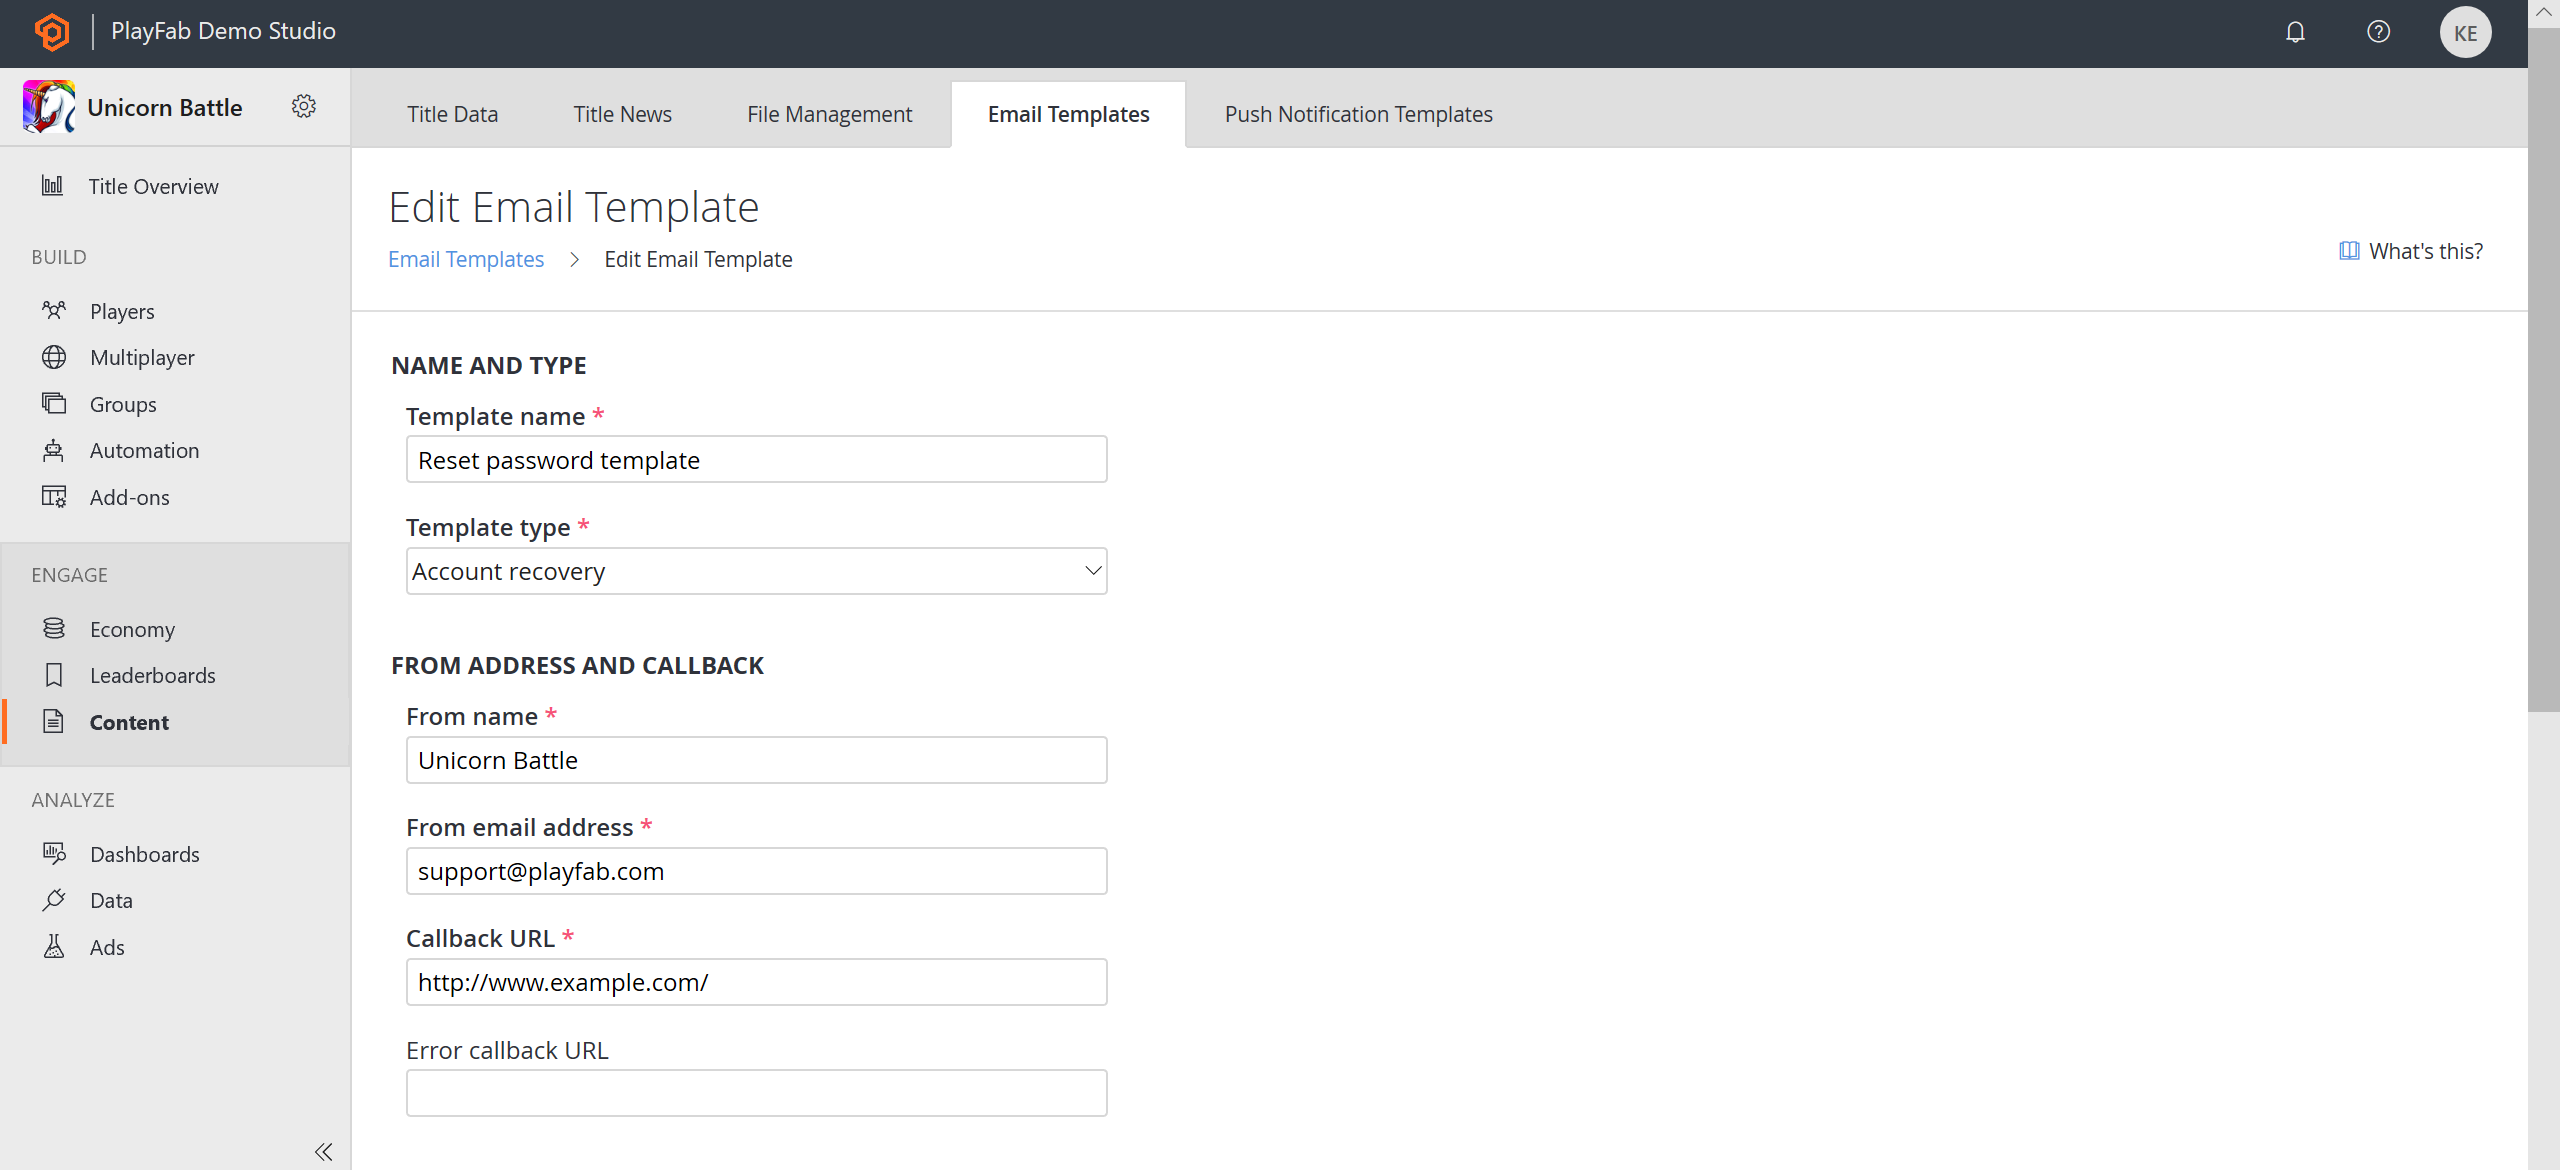 PlayFab Demo Studio
KE
Unicorn Battle
Title Data
Title News
File Management
Email Templates
Push Notification Templates
Title Overview
BUILD
Players
Multiplayer
Groups
Automation
Add-ons
ENGAGE
Economy
Leaderboards
Content
ANALYZE
Dashboards
Data
Ads
Edit Email Template
Email Templates > Edit Email Template
What's this?
NAME AND TYPE
Template name *
Reset password template
Template type *
Account recovery
FROM ADDRESS AND CALLBACK
From name *
Unicorn Battle
From email address *
support@playfab.com
Callback URL *
http://www.example.com/
Error callback URL